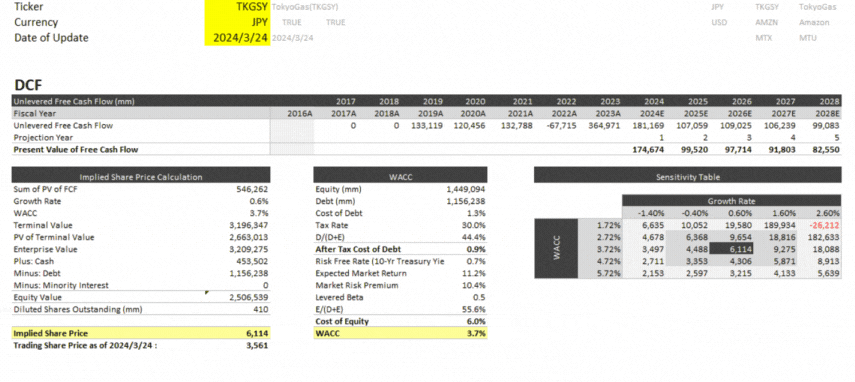 Ticker TKGSY TokyoGas(TKGSY) JPY TKGSY TokyoGas
Currency JPY TRUE TRUE USD AMZN Amazon
Date of Update 2024/3/24 2024/3/24 MTX MTU
DCF
Unlevered Free Cash Flow (mm) 2017 2018 2019 2020 2021 2022 2023 2024 2025 2026 2027 2028
Fiscal Year 2016A 2017A 2018A 2019A 2020A 2021A 2022A 2023A 2024E 2025E 2026E 2027E 2028E
Unlevered Free Cash Flow 0 0 133,119 120,456 132,788 -67,715 364,971 181,169 107,059 109,025 106,239 99,083
Projection Year 1 2 3 4 5
Present Value of Free Cash Flow 174,674 99,520 97,714 91,803 82,550
Implied Share Price Calculation
Sum of PV of FCF 546,262
Growth Rate 0.6%
WACC 3.7%
Terminal Value 3,196,347
PV of Terminal Value 2,663,013
Enterprise Value 3,209,275
Plus: Cash 453,502
Minus: Debt 1,156,238
Minus: Minority Interest 0
Equity Value 2,506,539
Diluted Shares Outstanding (mm) 410
Implied Share Price 6,114
Trading Share Price as of 2024/3/24 : 3,561
WACC
Equity (mm) 1,449,094
Debt (mm) 1,156,238
Cost of Debt 1.3%
Tax Rate 30.0%
D/(D+E) 44.4%
After Tax Cost of Debt 0.9%
Risk Free Rate (10-Yr Treasury Yie 0.7%
Expected Market Return 11.2%
Market Risk Premium 10.4%
Levered Beta 0.5
E/(D+E) 55.6%
Cost of Equity 6.0%
WACC 3.7%
Sensitivity Table
Growth Rate
-1.40% -0.40% 0.60% 1.60% 2.60%
WACC
1.72% 6,635 10,052 19,580 189,934 -26,212
2.72% 4,678 6,368 9,654 18,816 182,633
3.72% 3,497 4,488 6,114 9,275 18,088
4.72% 2,711 3,353 4,306 5,871 8,913
5.72% 2,153 2,597 3,215 4,133 5,639